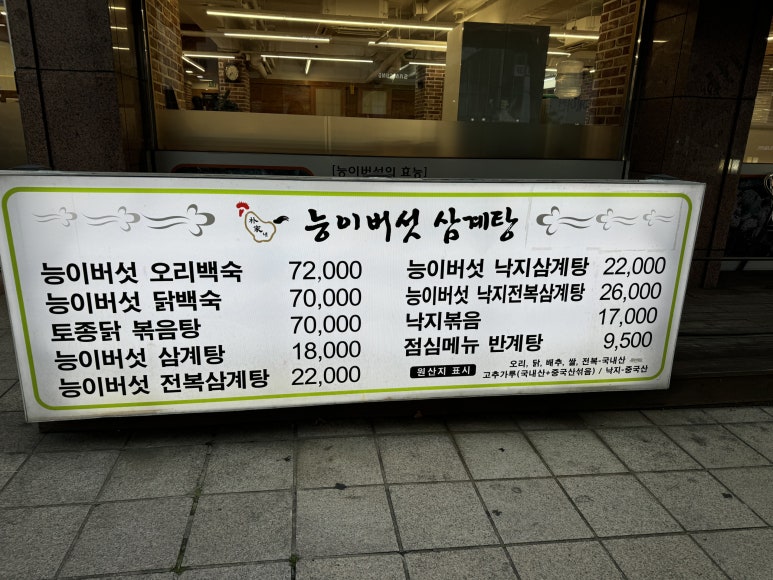 [능이버섯의 효능]
능이버섯 삼계탕
능이버섯 오리백숙 72,000
능이버섯 닭백숙 70,000
토종닭 볶음탕 70,000
능이버섯 삼계탕 18,000
능이버섯 전복삼계탕 22,000
능이버섯 낙지삼계탕 22,000
능이버섯 낙지전복삼계탕 26,000
낙지볶음 17,000
점심메뉴 반계탕 9,500
원산지 표시
오리, 닭, 배추, 쌀, 전복-국내산
고추가루(국내산+중국산섞음) / 낙지-중국산